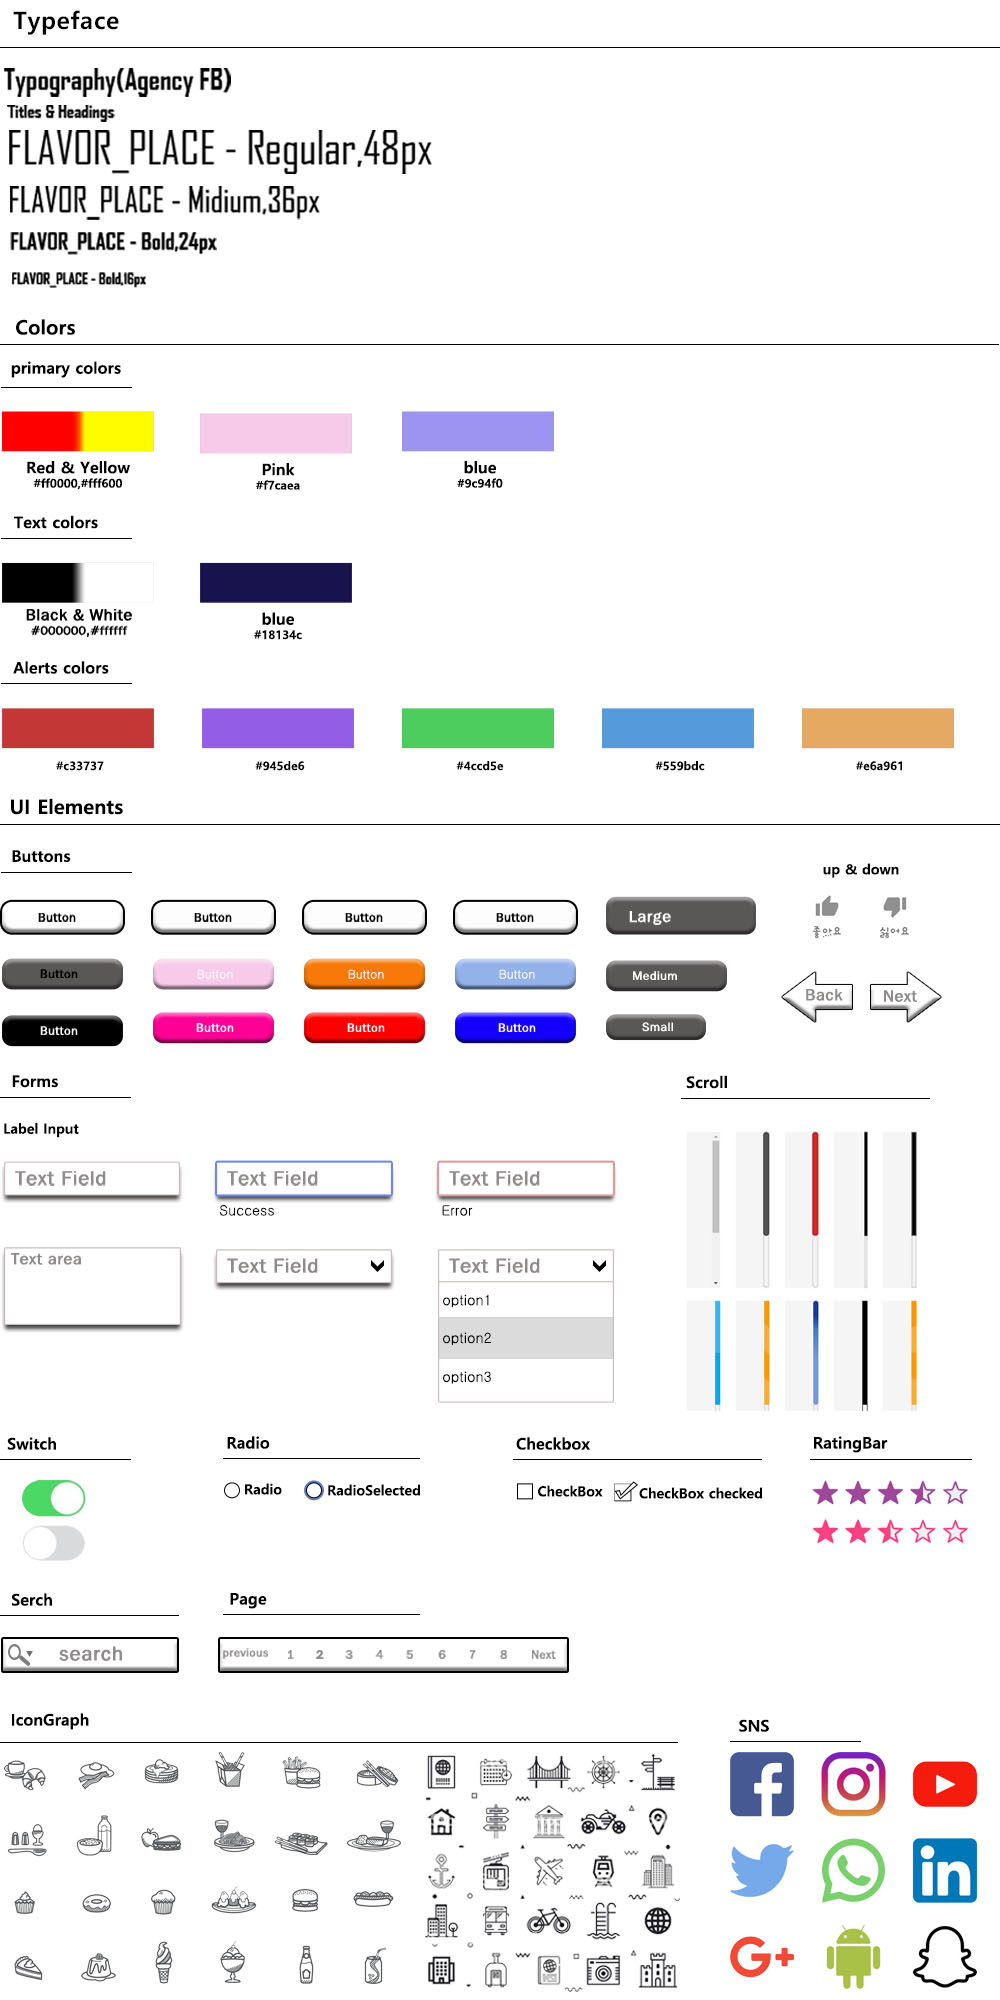 Typeface
Typography(Agency FB)
Titles & Headings
FLAVOR_PLACE - Regular,48px
FLAVOR_PLACE - Midium,36px
FLAVOR_PLACE - Bold,24px
FLAVOR_PLACE - Bold,16px
Colors
primary colors
Red & Yellow
#ff0000,#fff600
Pink
#f7caea
blue
#9c94f0
Text colors
Black & White
#000000,#ffffff
blue
#18134c
Alerts colors
#c33737
#945de6
#4ccd5e
#559bdc
#e6a961
UI Elements
Buttons
up & down
Button
Button
Button
Button
Large
좋아요
싫어요
Button
Button
Button
Button
Medium
Back
Next
Button
Button
Button
Button
Small
Forms
Scroll
Label Input
Text Field
Text Field
Text Field
Success
Error
Text area
Text Field
Text Field
option1
option2
option3
Switch
Radio
Checkbox
RatingBar
Radio
RadioSelected
CheckBox
CheckBox checked
Serch
Page
search
previous 1 2 3 4 5 6 7 8 Next
IconGraph
SNS
f
in
G+